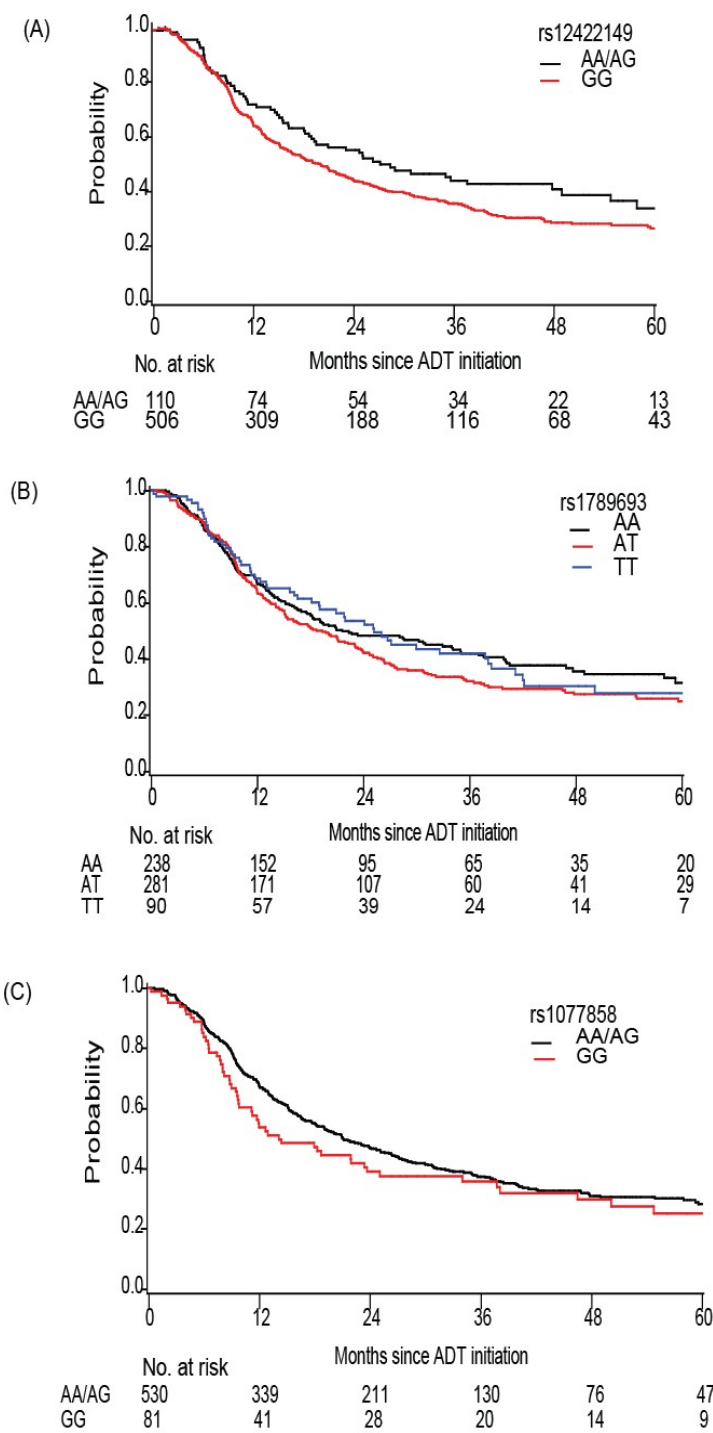 (A)
rs12422149
AA/AG
GG
Probability
1.0
0.8
0.6
0.4
0.2
0.0
0 12 24 36 48 60
No. at risk Months since ADT initiation
AA/AG 110 74 54 34 22 13
GG 506 309 188 116 68 43
(B)
rs1789693
AA
AT
TT
Probability
1.0
0.8
0.6
0.4
0.2
0.0
0 12 24 36 48 60
No. at risk Months since ADT initiation
AA 238 152 95 65 35 20
AT 281 171 107 60 41 29
TT 90 57 39 24 14 7
(C)
rs1077858
AA/AG
GG
Probability
1.0
0.8
0.6
0.4
0.2
0.0
0 12 24 36 48 60
No. at risk Months since ADT initiation
AA/AG 530 339 211 130 76 47
GG 81 41 28 20 14 9